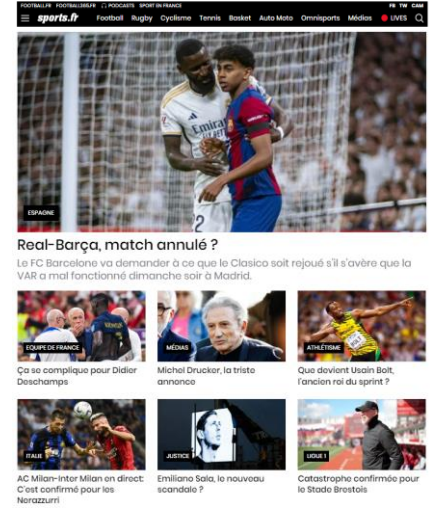 FOOTBALL.FR FOOTBALL365.FR PODCASTS SPORT EN FRANCE FB TW CAM
sports.fr Football Rugby Cyclisme Tennis Basket Auto Moto Omnisports Médias LIVES
Emirates
ESPAGNE
Real-Barça, match annulé ?
Le FC Barcelone va demander à ce que le Clasico soit rejoué s'il s'avère que la
VAR a mal fonctionné dimanche soir à Madrid.
EQUIPE DE FRANCE
MÉDIAS
ATHLÉTISME
Ça se complique pour Didier
Deschamps
Michel Drucker, la triste
annonce
Que devient Usain Bolt,
l'ancien roi du sprint ?
ITALIE
JUSTICE
LIGUE 1
AC Milan-Inter Milan en direct:
C'est confirmé pour les
Nerazzurri
Emiliano Sala, le nouveau
scandale ?
Catastrophe confirmée pour
le Stade Brestois